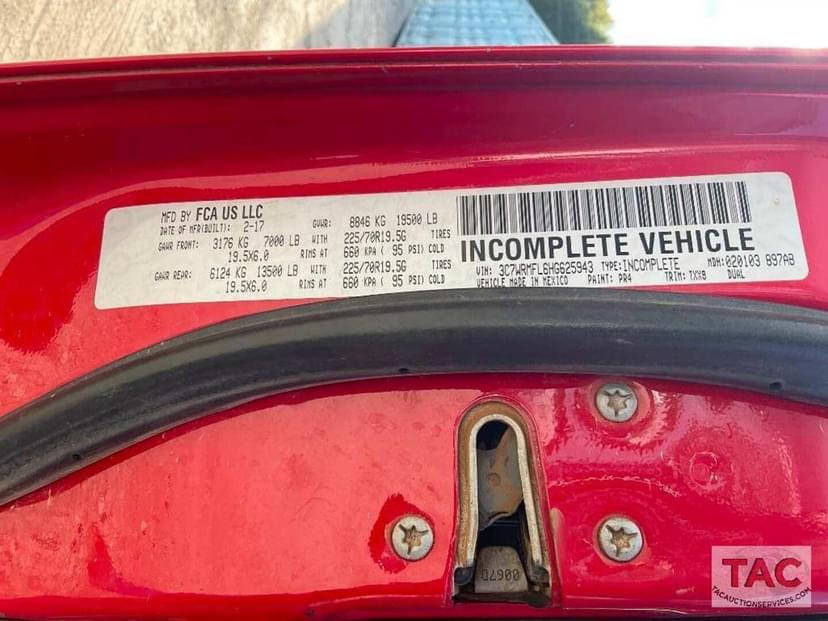 MFD BY FCA US LLC
DATE OF MFR(BUILT): 2-17 GVWR: 8846 KG 19500 LB
GAWR FRONT: 3176 KG 7000 LB WITH 225/70R19.5G TIRES
19.5X6.0 RIMS AT 660 KPA ( 95 PSI) COLD
GAWR REAR: 6124 KG 13500 LB WITH 225/70R19.5G TIRES
19.5X6.0 RIMS AT 660 KPA ( 95 PSI) COLD
INCOMPLETE VEHICLE
VIN: 3C7WRMFL6HG625943 TYPE: INCOMPLETE MDH: 020103 897AB
VEHICLE MADE IN MEXICO PAINT: PR4 TRIM: TXX8 DUAL
0067D
TAC
TACAUCTIONSERVICES.COM